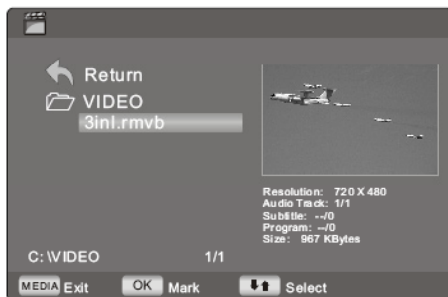 Return
VIDEO
3inl.rmvb
Resolution: 720 X 480
Audio Track: 1/1
Subtitle: --/0
Program: --/0
Size: 967 KBytes
C: \VIDEO 1/1
MEDIA Exit OK Mark Select